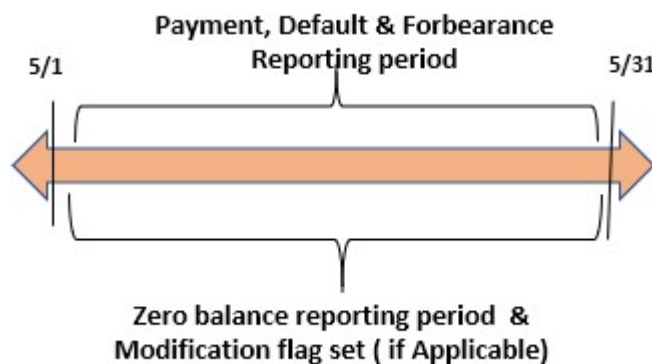 Payment, Default & Forbearance
Reporting period
5/1
5/31
Zero balance reporting period &
Modification flag set ( if Applicable)